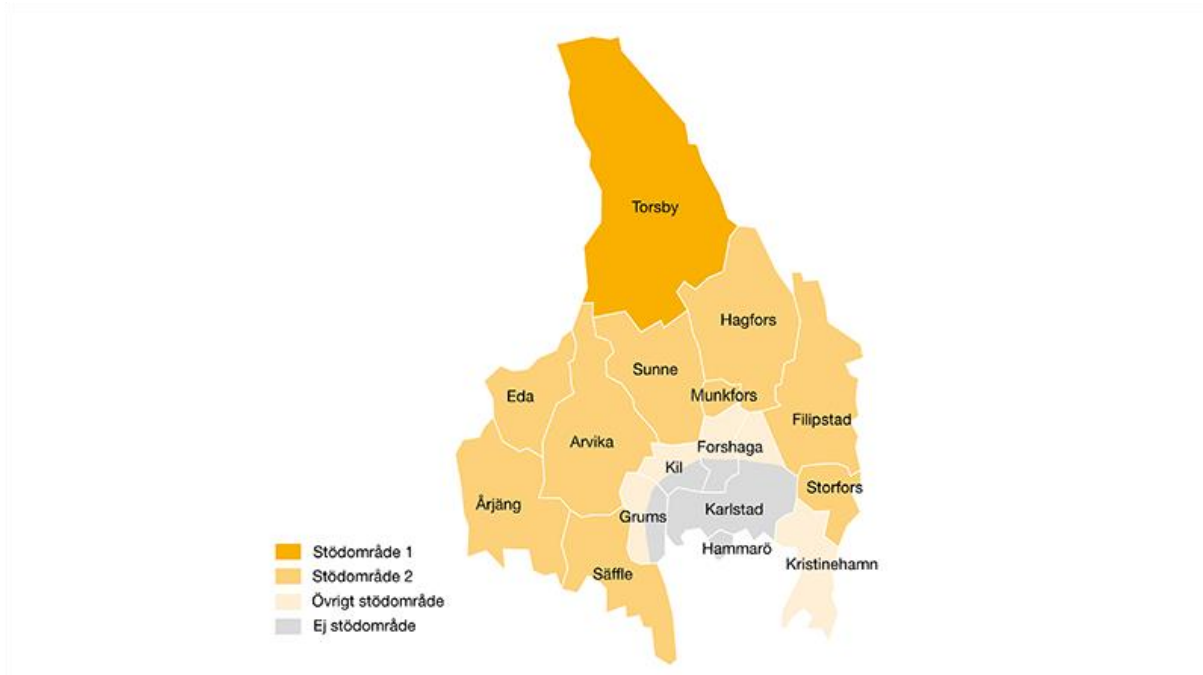 Torsby
Hagfors
Sunne
Eda
Munkfors
Filipstad
Arvika
Forshaga
Kil
Storfors
Årjäng
Karlstad
Grums
Hammarö
Kristinehamn
Säffle
Stödområde 1
Stödområde 2
Övrigt stödområde
Ej stödområde